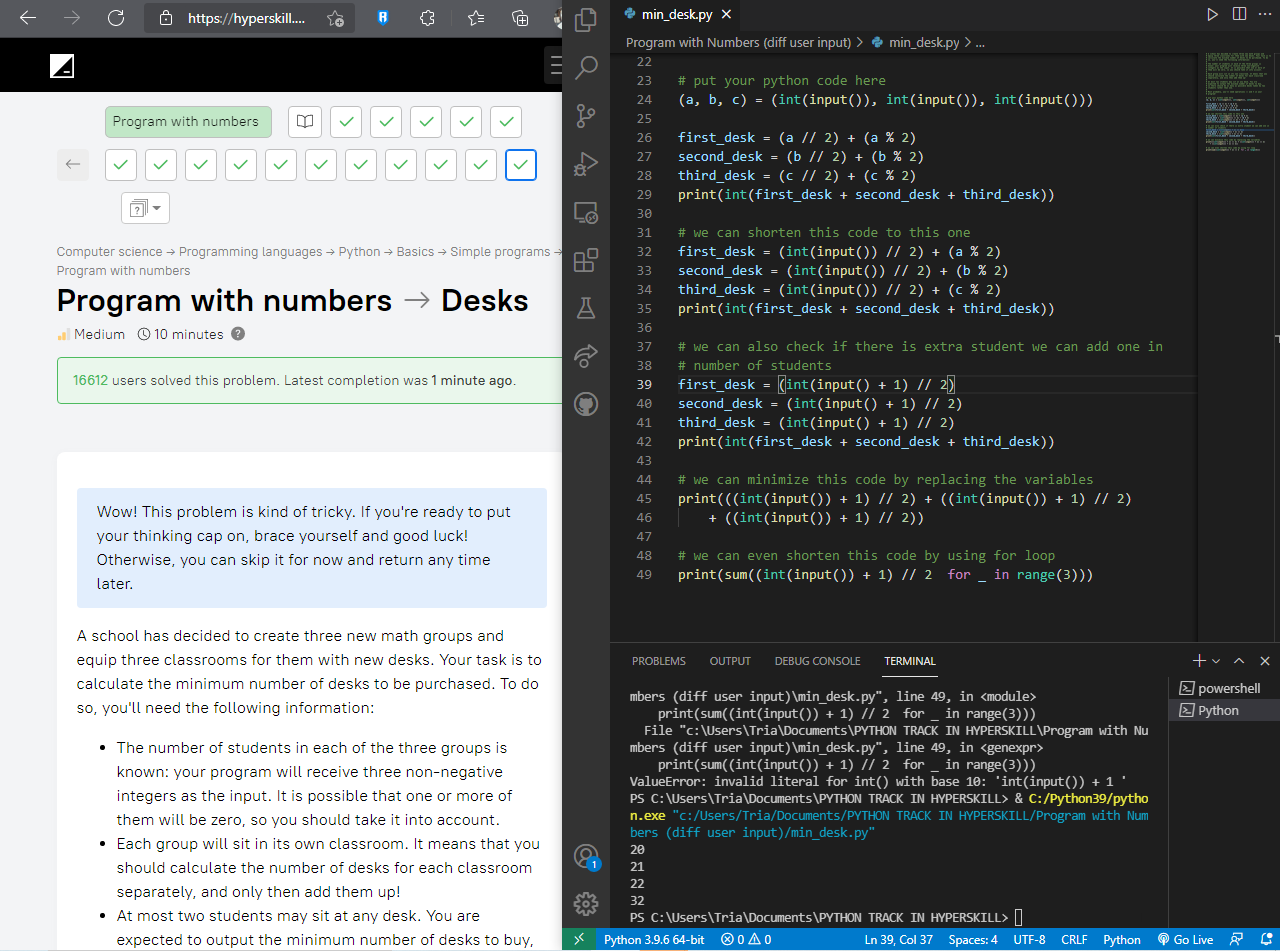 https://hyperskill....
Program with numbers
Computer science → Programming languages → Python → Basics → Simple programs →
Program with numbers
Program with numbers → Desks
Medium 10 minutes ?
16612 users solved this problem. Latest completion was 1 minute ago.
Wow! This problem is kind of tricky. If you're ready to put
your thinking cap on, brace yourself and good luck!
Otherwise, you can skip it for now and return any time
later.
A school has decided to create three new math groups and
equip three classrooms for them with new desks. Your task is to
calculate the minimum number of desks to be purchased. To do
so, you'll need the following information:
• The number of students in each of the three groups is
known: your program will receive three non-negative
integers as the input. It is possible that one or more of
them will be zero, so you should take it into account.
• Each group will sit in its own classroom. It means that you
should calculate the number of desks for each classroom
separately, and only then add them up!
• At most two students may sit at any desk. You are
expected to output the minimum number of desks to buy,
min_desk.py
Program with Numbers (diff user input) > min_desk.py > ...
22
23 # put your python code here
24 (a, b, c) = (int(input()), int(input()), int(input()))
25
26 first_desk = (a // 2) + (a % 2)
27 second_desk = (b // 2) + (b % 2)
28 third_desk = (c // 2) + (c % 2)
29 print(int(first_desk + second_desk + third_desk))
30
31 # we can shorten this code to this one
32 first_desk = (int(input()) // 2) + (a % 2)
33 second_desk = (int(input()) // 2) + (b % 2)
34 third_desk = (int(input()) // 2) + (c % 2)
35 print(int(first_desk + second_desk + third_desk))
36
37 # we can also check if there is extra student we can add one in
38 # number of students
39 first_desk = (int(input() + 1) // 2)
40 second_desk = (int(input() + 1) // 2)
41 third_desk = (int(input() + 1) // 2)
42 print(int(first_desk + second_desk + third_desk))
43
44 # we can minimize this code by replacing the variables
45 print(((int(input()) + 1) // 2) + ((int(input()) + 1) // 2)
46 + ((int(input()) + 1) // 2))
47
48 # we can even shorten this code by using for loop
49 print(sum((int(input()) + 1) // 2  for _ in range(3)))
PROBLEMS OUTPUT DEBUG CONSOLE TERMINAL
powershell
Python
mbers (diff user input)\min_desk.py", line 49, in <module>
print(sum((int(input()) + 1) // 2  for _ in range(3)))
File "c:\Users\Tria\Documents\PYTHON TRACK IN HYPERSKILL\Program with Nu
mbers (diff user input)\min_desk.py", line 49, in <genexpr>
print(sum((int(input()) + 1) // 2  for _ in range(3)))
ValueError: invalid literal for int() with base 10: 'int(input()) + 1 '
PS C:\Users\Tria\Documents\PYTHON TRACK IN HYPERSKILL> & C:/Python39/pytho
n.exe "c:/Users/Tria/Documents/PYTHON TRACK IN HYPERSKILL/Program with Num
bers (diff user input)/min_desk.py"
20
21
22
32
PS C:\Users\Tria\Documents\PYTHON TRACK IN HYPERSKILL>
1
Python 3.9.6 64-bit 0 0 Ln 39, Col 37 Spaces: 4 UTF-8 CRLF Python Go Live